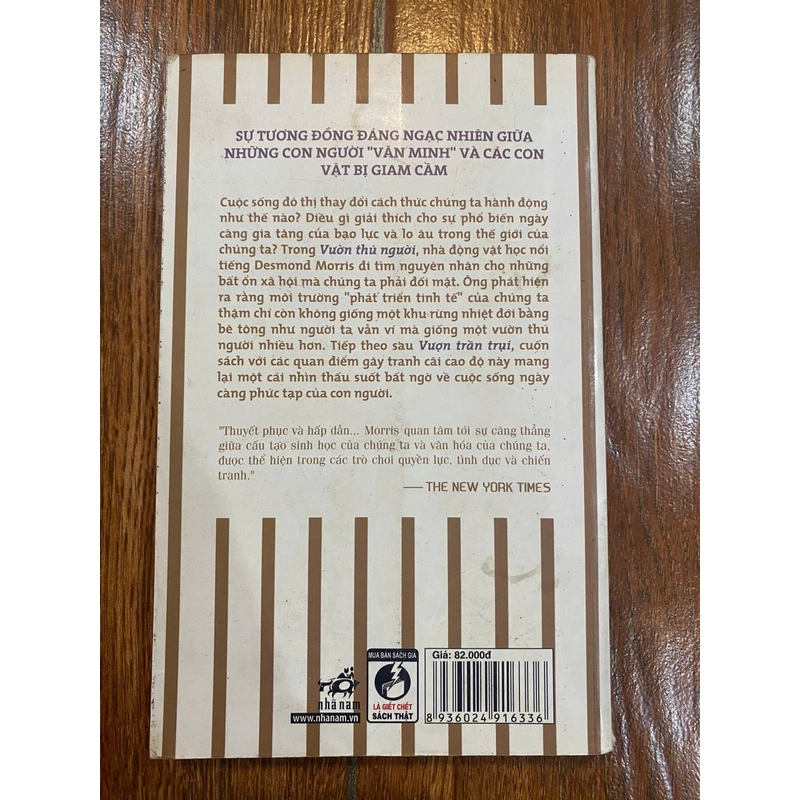 SỰ TƯƠNG ĐỒNG ĐÁNG NGẠC NHIÊN GIỮA
NHỮNG CON NGƯỜI "VĂN MINH" VÀ CÁC CON
VẬT BỊ GIAM CẦM
Cuộc sống đô thị thay đổi cách thức chúng ta hành động
như thế nào? Điều gì giải thích cho sự phổ biến ngày
càng gia tăng của bạo lực và lo âu trong thế giới của
chúng ta? Trong Vườn thú người, nhà động vật học nổi
tiếng Desmond Morris đi tìm nguyên nhân cho những
bất ổn xã hội mà chúng ta phải đối mặt. Ông phát hiện
ra rằng môi trường "phát triển tinh tế" của chúng ta
thậm chí còn không giống một khu rừng nhiệt đới bằng
bê tông như người ta vẫn ví mà giống một vườn thú
người nhiều hơn. Tiếp theo sau Vượn trần trụi, cuốn
sách với các quan điểm gây tranh cãi cao độ này mang
lại một cái nhìn thấu suốt bất ngờ về cuộc sống ngày
càng phức tạp của con người.
"Thuyết phục và hấp dẫn... Morris quan tâm tới sự căng thẳng
giữa cấu tạo sinh học của chúng ta và văn hóa của chúng ta,
được thể hiện trong các trò chơi quyền lực, tình dục và chiến
tranh."
— THE NEW YORK TIMES
nhã nam
www.nhanam.vn
MUA BÁN SÁCH GIẢ
LÀ GIẾT CHẾT
SÁCH THẬT
Giá: 82.000đ
8 936024 916336